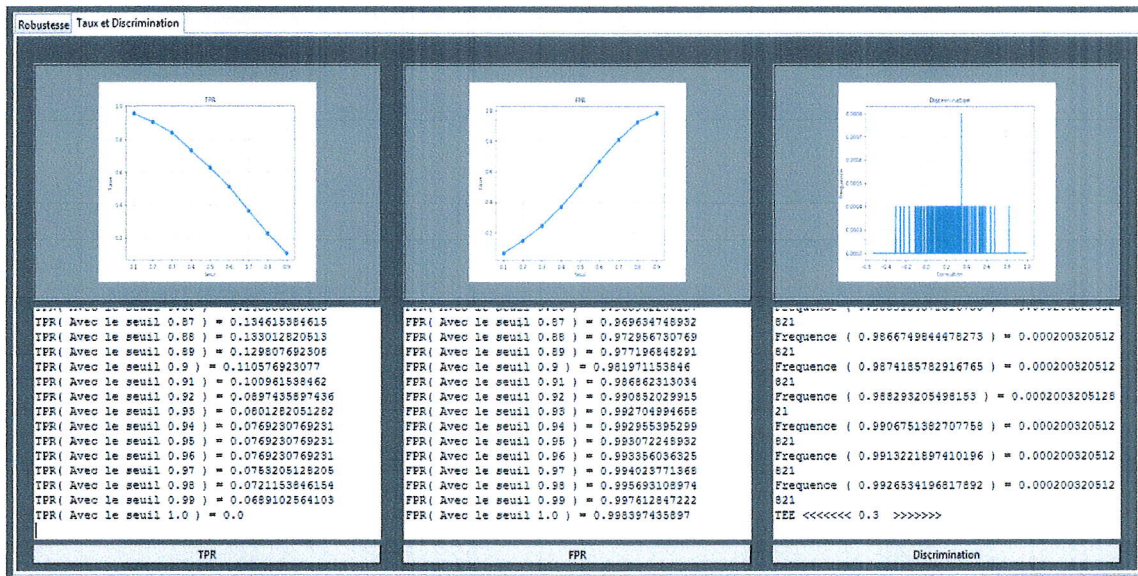 Robustesse
Taux et Discrimination
TPR
Taux
Seuil
FPR
Seuil
Discrimination
Frequence
Correlation
TPR( Avec le seuil 0.87 ) = 0.134615384615
TPR( Avec le seuil 0.88 ) = 0.133012820513
TPR( Avec le seuil 0.89 ) = 0.129807692308
TPR( Avec le seuil 0.9 ) = 0.110576923077
TPR( Avec le seuil 0.91 ) = 0.100961538462
TPR( Avec le seuil 0.92 ) = 0.0897435897436
TPR( Avec le seuil 0.93 ) = 0.0801282051282
TPR( Avec le seuil 0.94 ) = 0.0769230769231
TPR( Avec le seuil 0.95 ) = 0.0769230769231
TPR( Avec le seuil 0.96 ) = 0.0769230769231
TPR( Avec le seuil 0.97 ) = 0.0753205128205
TPR( Avec le seuil 0.98 ) = 0.0721153846154
TPR( Avec le seuil 0.99 ) = 0.0689102564103
TPR( Avec le seuil 1.0 ) = 0.0
TPR
FPR( Avec le seuil 0.87 ) = 0.969634748932
FPR( Avec le seuil 0.88 ) = 0.972956730769
FPR( Avec le seuil 0.89 ) = 0.977196848291
FPR( Avec le seuil 0.9 ) = 0.981971153846
FPR( Avec le seuil 0.91 ) = 0.986862313034
FPR( Avec le seuil 0.92 ) = 0.990852029915
FPR( Avec le seuil 0.93 ) = 0.992704994658
FPR( Avec le seuil 0.94 ) = 0.992955395299
FPR( Avec le seuil 0.95 ) = 0.993072248932
FPR( Avec le seuil 0.96 ) = 0.993356036325
FPR( Avec le seuil 0.97 ) = 0.994023771368
FPR( Avec le seuil 0.98 ) = 0.995693108974
FPR( Avec le seuil 0.99 ) = 0.997612847222
FPR( Avec le seuil 1.0 ) = 0.998397435897
FPR
821
Frequence ( 0.9866749844478273 ) = 0.000200320512
821
Frequence ( 0.9874185782916765 ) = 0.000200320512
821
Frequence ( 0.988293205498153 ) = 0.0002003205128
21
Frequence ( 0.9906751382707758 ) = 0.000200320512
821
Frequence ( 0.9913221897410196 ) = 0.000200320512
821
Frequence ( 0.9926534196817892 ) = 0.000200320512
821
TEE <<<<<<< 0.3 >>>>>>>
Discrimination